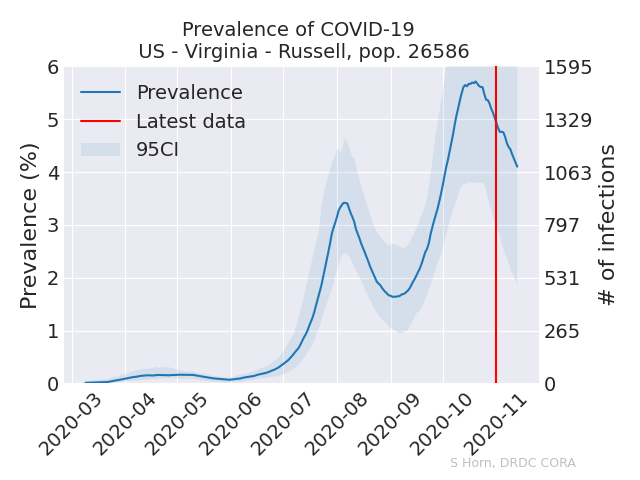 Prevalence of COVID-19
US - Virginia - Russell, pop. 26586
Prevalence (%)
6
5
4
3
2
1
0
Prevalence
Latest data
95CI
1595
1329
1063
797
531
265
0
# of infections
2020-03
2020-04
2020-05
2020-06
2020-07
2020-08
2020-09
2020-10
2020-11
S Horn, DRDC CORA